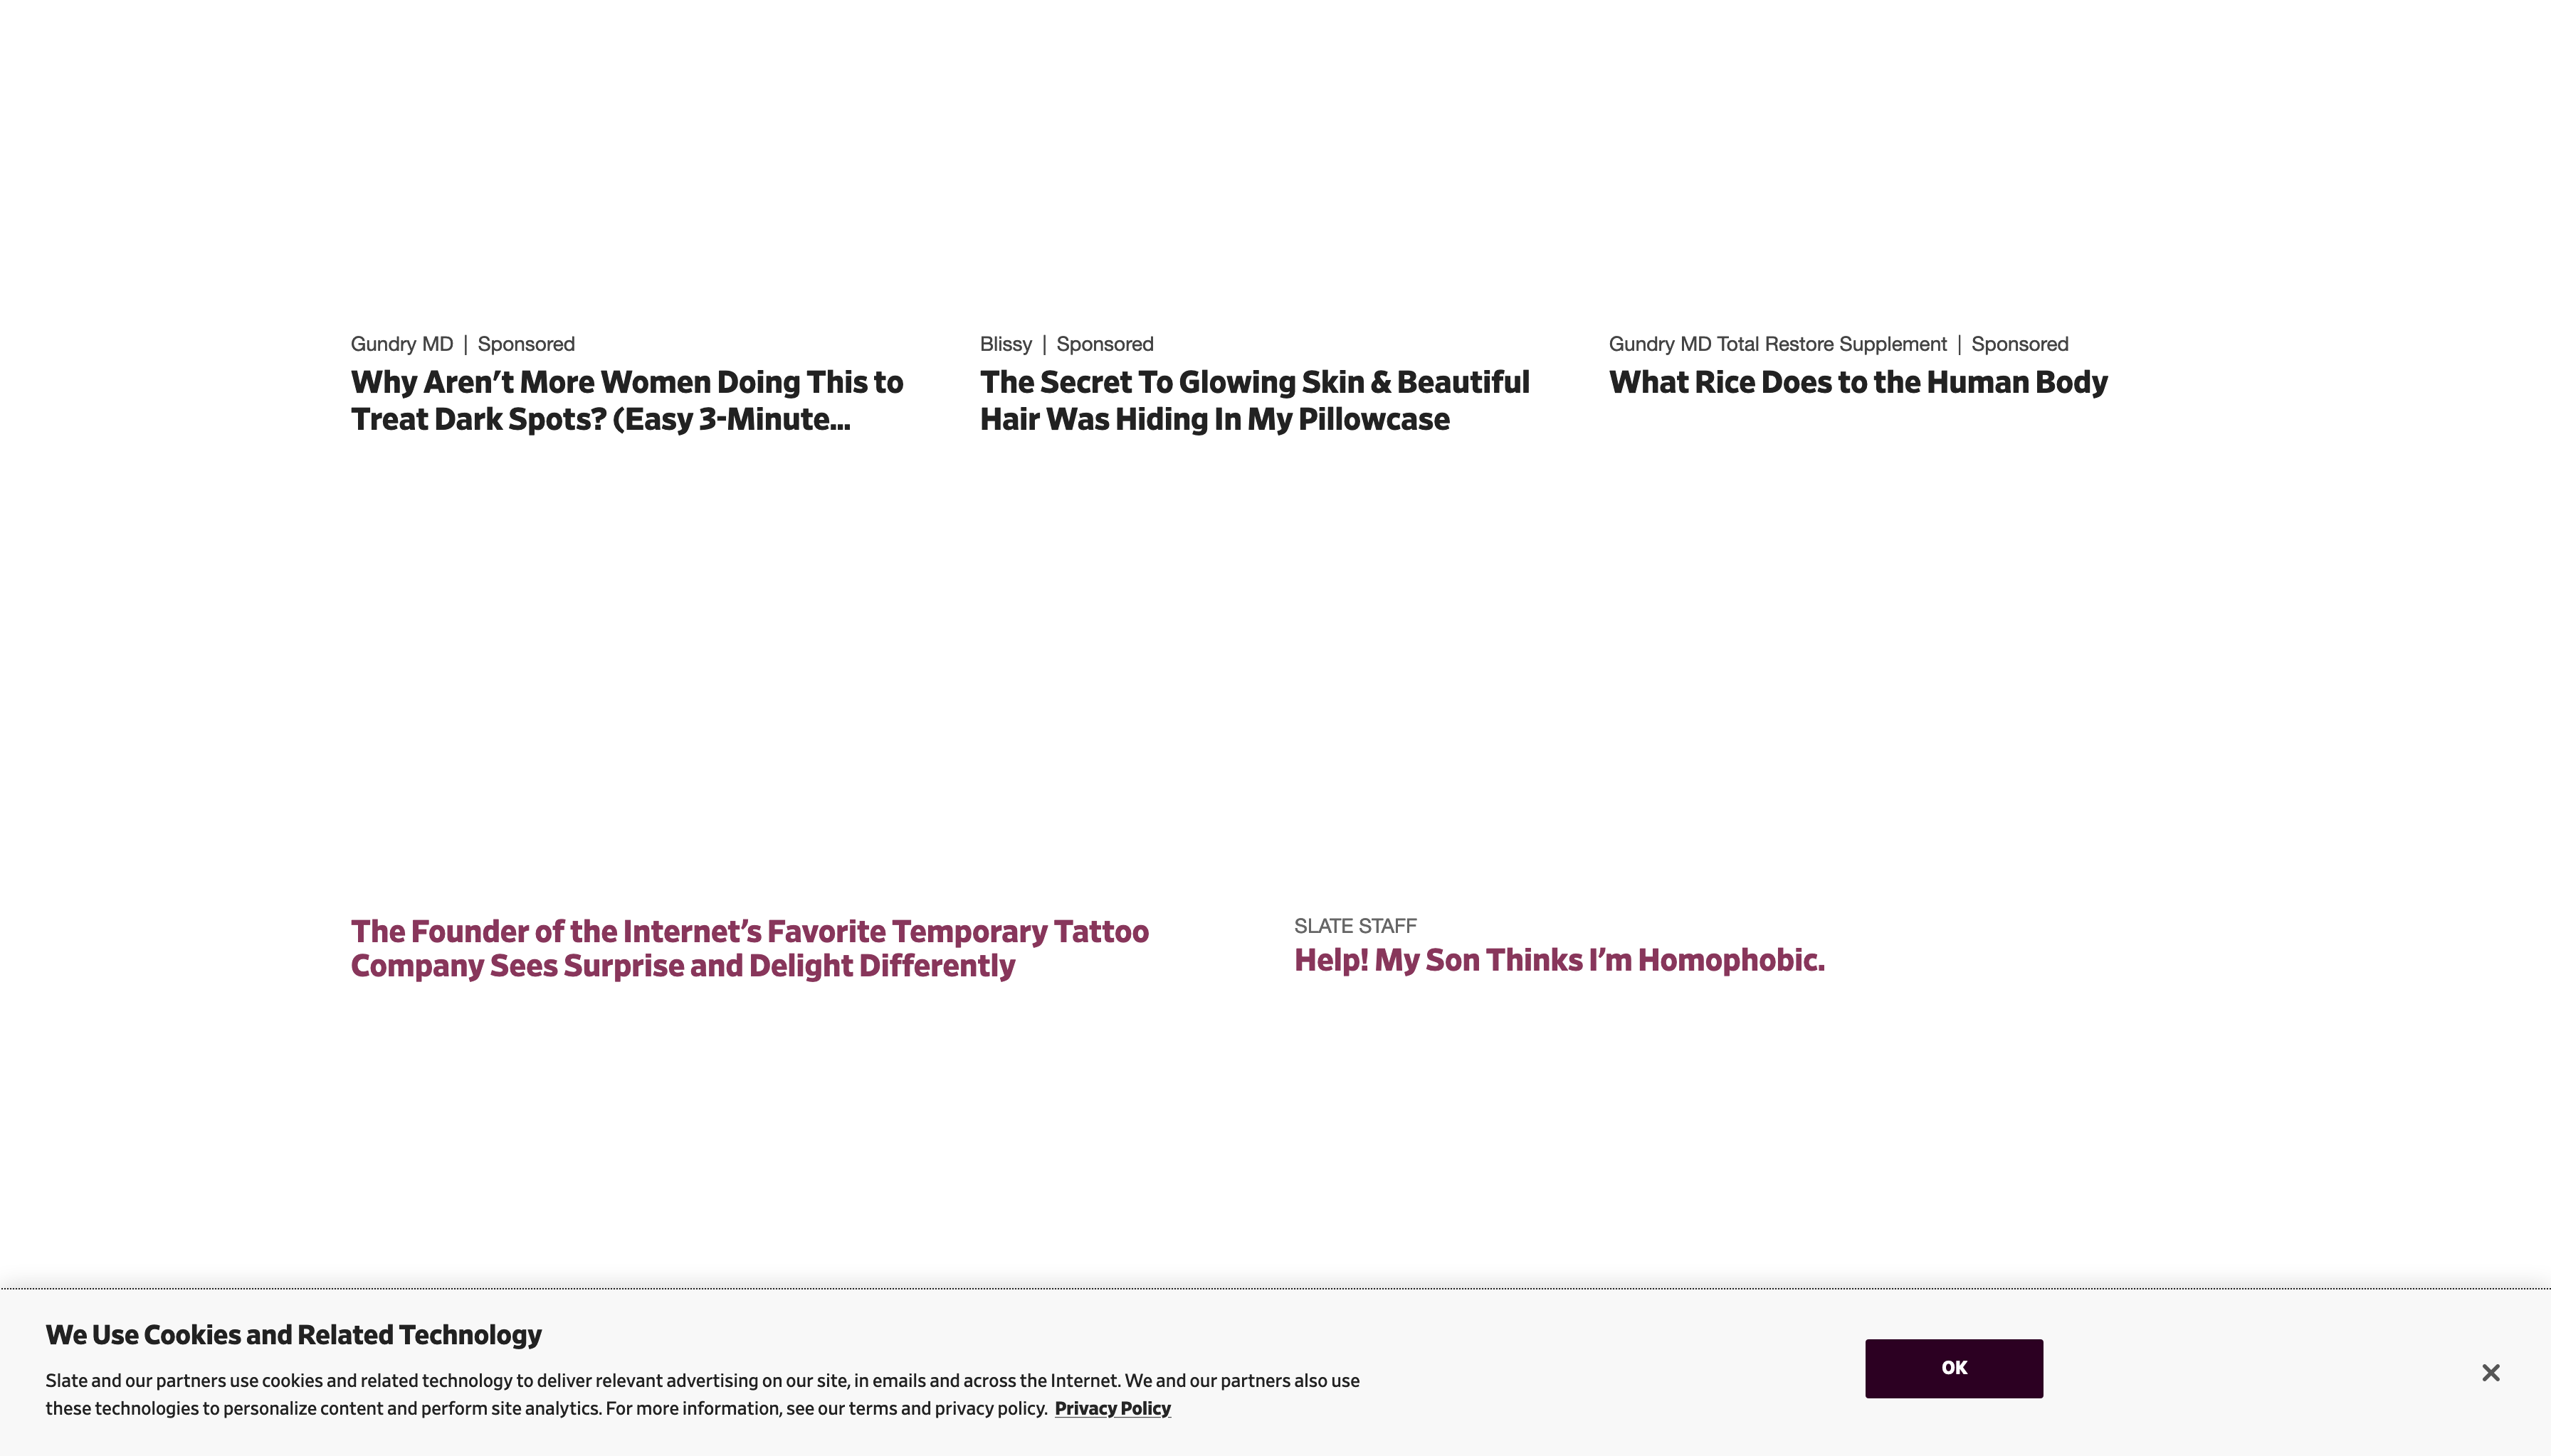 Gundry MD | Sponsored
Why Aren't More Women Doing This to
Treat Dark Spots? (Easy 3-Minute...
Blissy | Sponsored
The Secret To Glowing Skin & Beautiful
Hair Was Hiding In My Pillowcase
Gundry MD Total Restore Supplement | Sponsored
What Rice Does to the Human Body
The Founder of the Internet’s Favorite Temporary Tattoo
Company Sees Surprise and Delight Differently
SLATE STAFF
Help! My Son Thinks I’m Homophobic.
We Use Cookies and Related Technology
Slate and our partners use cookies and related technology to deliver relevant advertising on our site, in emails and across the Internet. We and our partners also use
these technologies to personalize content and perform site analytics. For more information, see our terms and privacy policy. Privacy Policy
OK